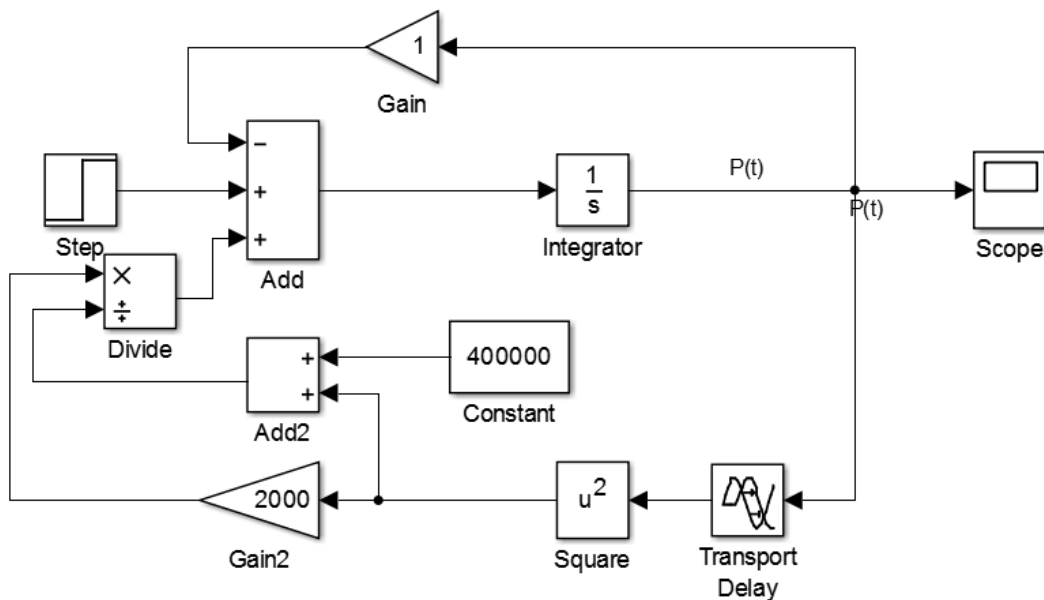 1
Gain
−
+
+
Add
Step
1
s
Integrator
P(t)
P(t)
Scope
×
÷
Divide
+
+
Add2
400000
Constant
2000
Gain2
u²
Square
Transport
Delay